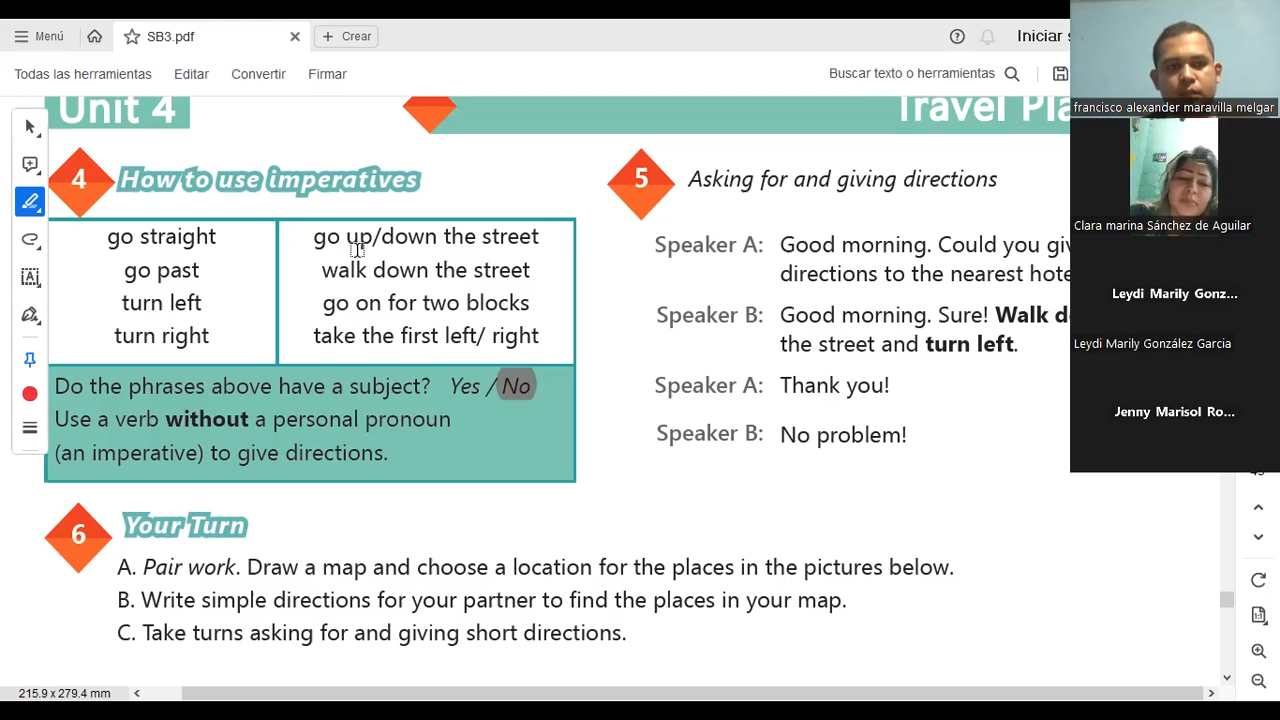 Menú
SB3.pdf
Crear
Iniciar s
Todas las herramientas
Editar
Convertir
Firmar
Buscar texto o herramientas
Unit 4
Travel Pla
4
How to use imperatives
go straight
go past
turn left
turn right
go up/down the street
walk down the street
go on for two blocks
take the first left/ right
Do the phrases above have a subject? Yes / No
Use a verb without a personal pronoun
(an imperative) to give directions.
5
Asking for and giving directions
Speaker A: Good morning. Could you giv
directions to the nearest hote
Speaker B: Good morning. Sure! Walk do
the street and turn left.
Speaker A: Thank you!
Speaker B: No problem!
6
Your Turn
A. Pair work. Draw a map and choose a location for the places in the pictures below.
B. Write simple directions for your partner to find the places in your map.
C. Take turns asking for and giving short directions.
215.9 x 279.4 mm
francisco alexander maravilla melgar
Clara marina Sánchez de Aguilar
Leydi Marily Gonz...
Leydi Marily González Garcia
Jenny Marisol Ro...